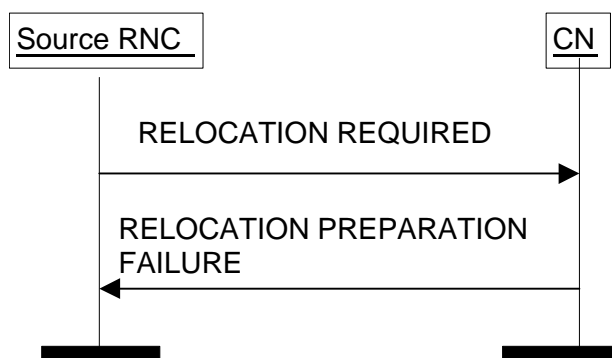 Source RNC
CN
RELOCATION REQUIRED
RELOCATION PREPARATION
FAILURE